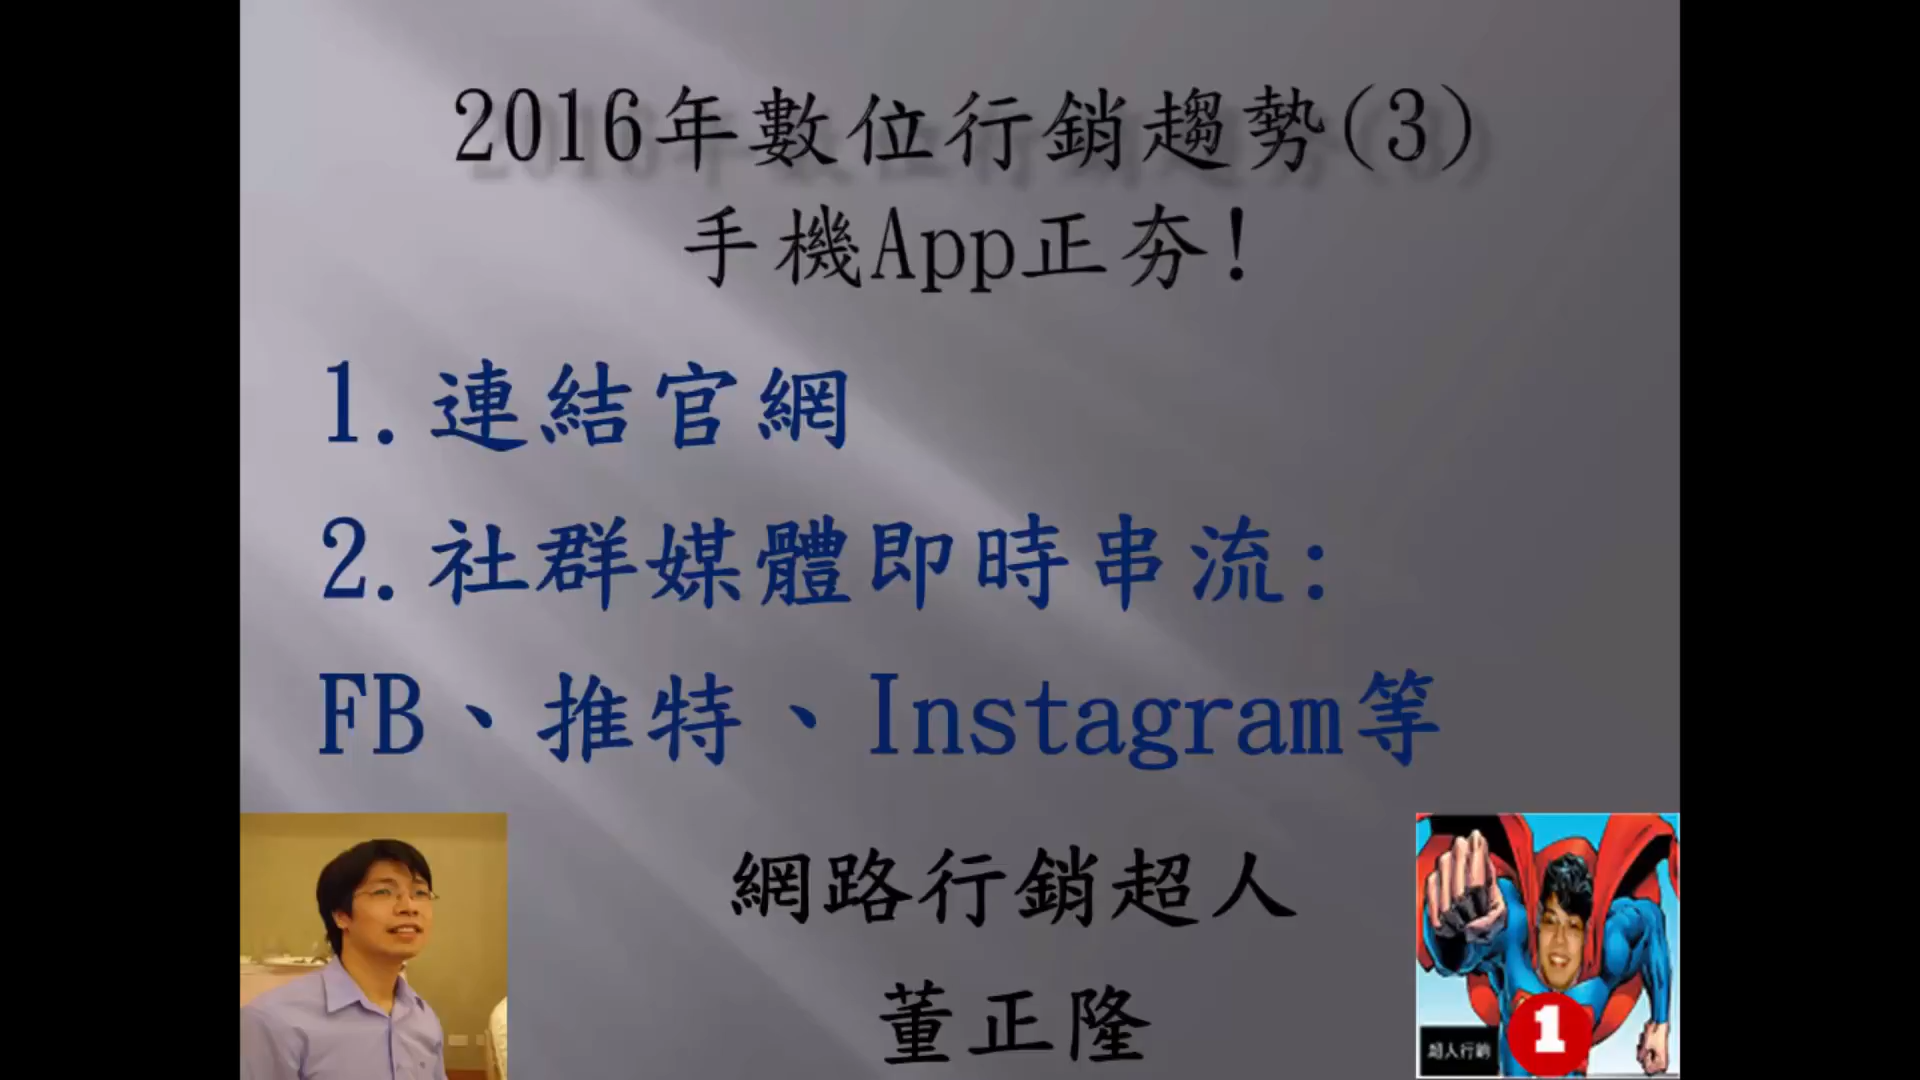 2016年數位行銷趨勢(3)
手機App正夯!
1.連結官網
2.社群媒體即時串流:
FB、推特、Instagram等
網路行銷超人
董正隆
超人行銷
1